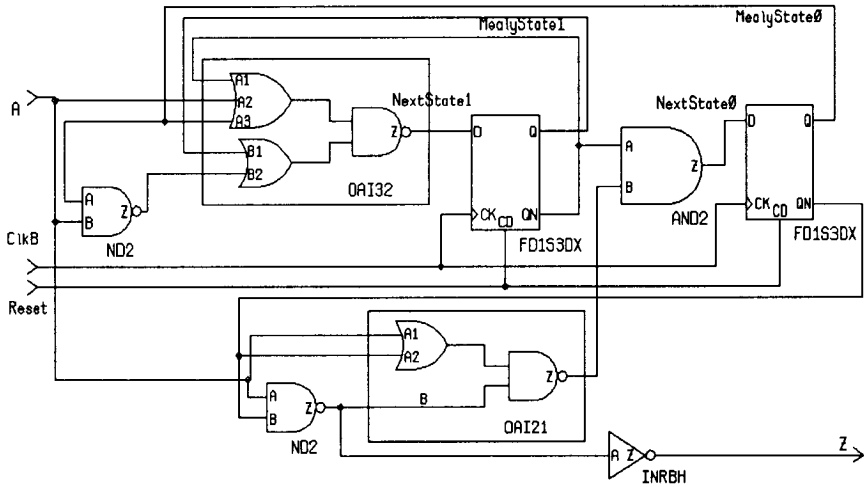 MealyState1
MealyState0
A1
A2
A3
A
NextState1
NextState0
Z
D
Q
D
Q
B1
B2
A
B
Z
A
B
Z
OAI32
CK
CD
QN
CK
CD
QN
AND2
ND2
FD1S3DX
FD1S3DX
ClkB
Reset
A1
A2
Z
A
B
Z
B
OAI21
ND2
A
Z
INRBH
Z